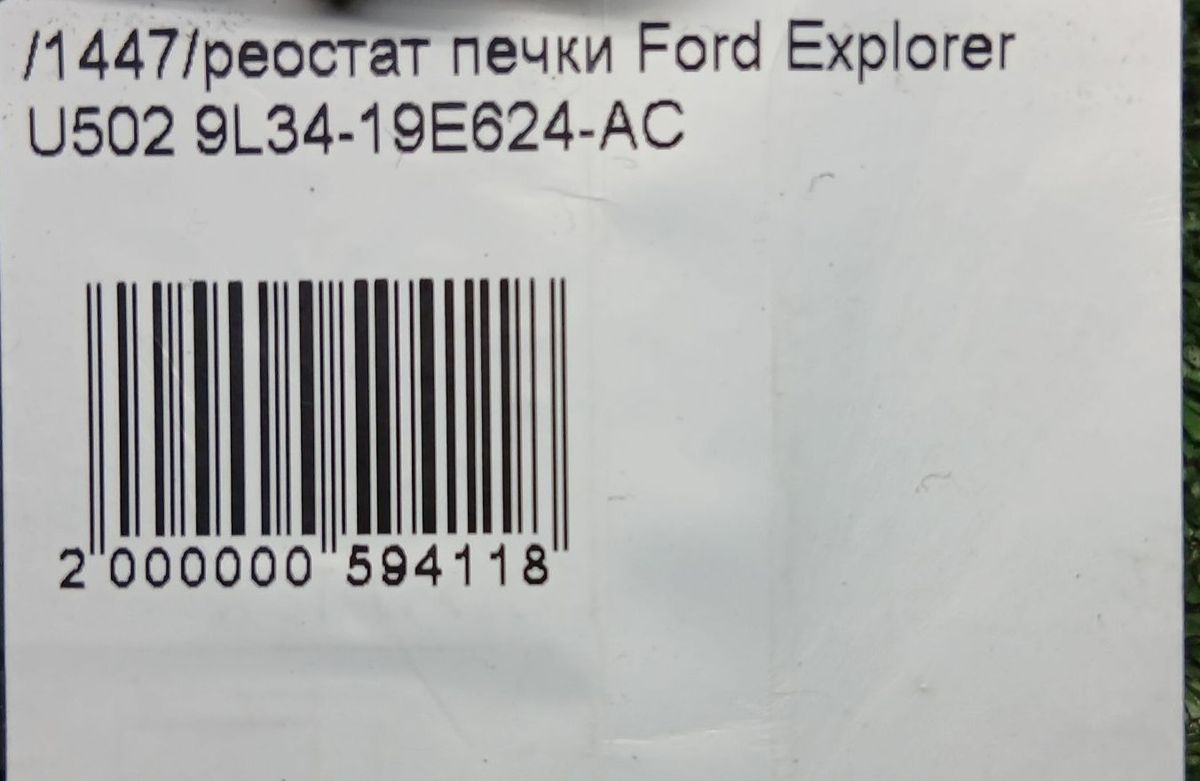 /1447/реостат печки Ford Explorer
U502 9L34-19E624-AC
2 000000 594118